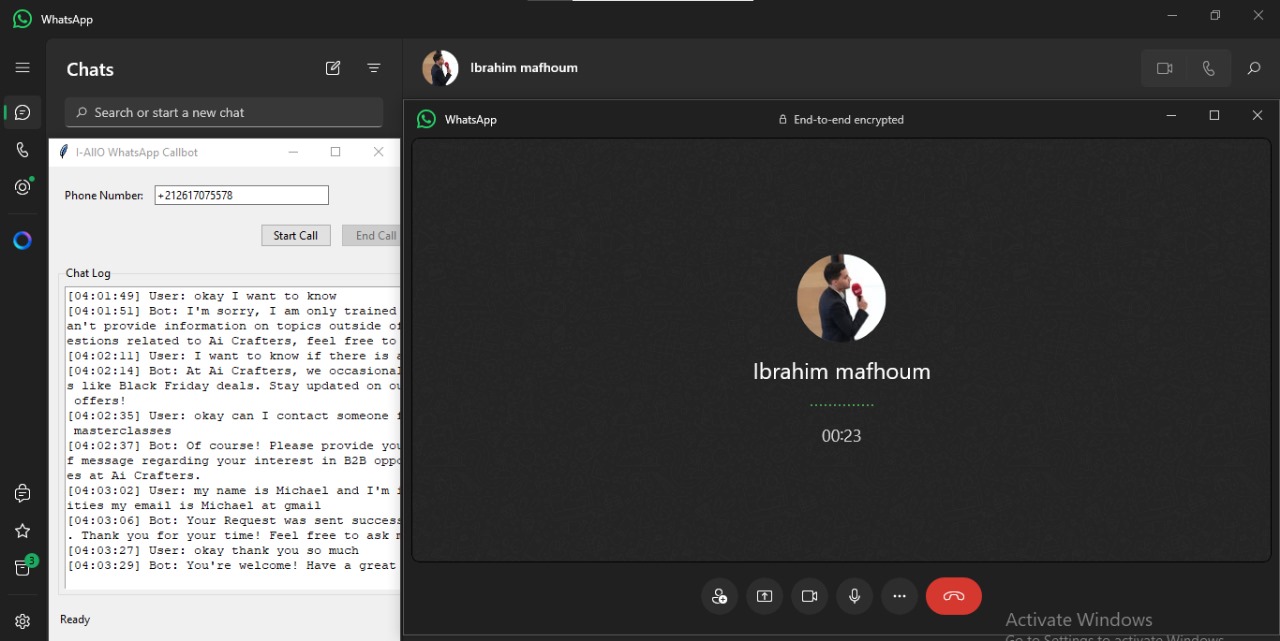 WhatsApp
Chats
Search or start a new chat
I-AIIO WhatsApp Callbot
Phone Number: +212617075578
Start Call End Call
Chat Log
[04:01:49] User: okay I want to know
[04:01:51] Bot: I'm sorry, I am only trained
an't provide information on topics outside of
estions related to Ai Crafters, feel free to
[04:02:11] User: I want to know if there is a
[04:02:14] Bot: At Ai Crafters, we occasional
s like Black Friday deals. Stay updated on ou
offers!
[04:02:35] User: okay can I contact someone f
masterclasses
[04:02:37] Bot: Of course! Please provide you
f message regarding your interest in B2B oppo
es at Ai Crafters.
[04:03:02] User: my name is Michael and I'm i
ities my email is Michael at gmail
[04:03:06] Bot: Your Request was sent success
. Thank you for your time! Feel free to ask m
[04:03:27] User: okay thank you so much
[04:03:29] Bot: You're welcome! Have a great
Ready
3
Ibrahim mafhoum
WhatsApp
End-to-end encrypted
Ibrahim mafhoum
00:23
Activate Windows
Go to Settings to activate Windows.